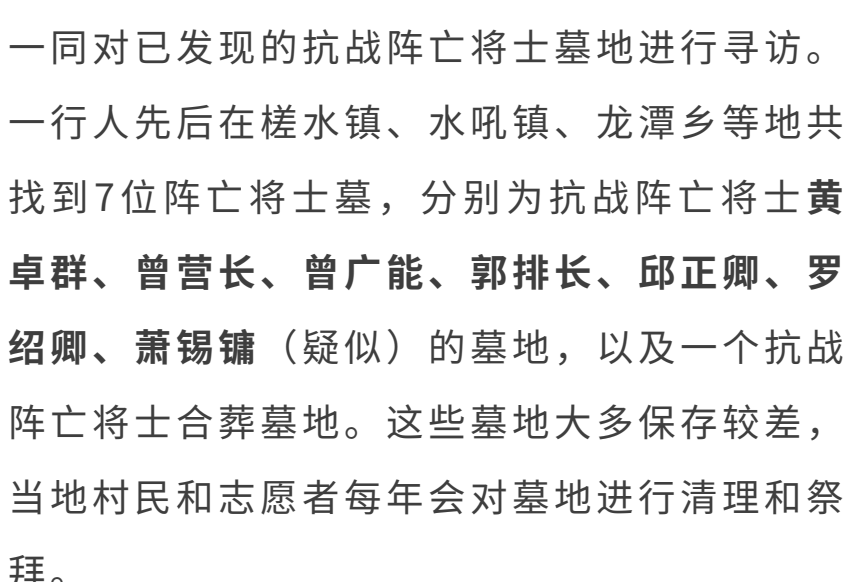 一同对已发现的抗战阵亡将士墓地进行寻访。
一行人先后在槎水镇、水吼镇、龙潭乡等地共
找到7位阵亡将士墓，分别为抗战阵亡将士黄
卓群、曾营长、曾广能、郭排长、邱正卿、罗
绍卿、萧锡镛（疑似）的墓地，以及一个抗战
阵亡将士合葬墓地。这些墓地大多保存较差，
当地村民和志愿者每年会对墓地进行清理和祭
拜。